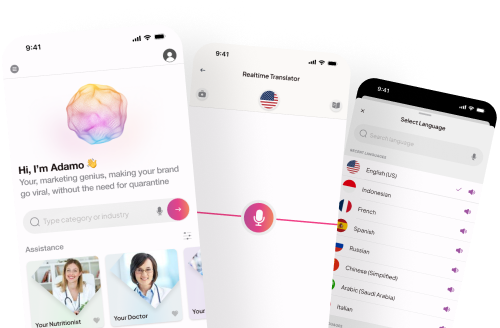 9:41
Hi, I'm Adamo 👋
Your, marketing genius, making your brand
go viral, without the need for quarantine
Type category or industry
Assistance
Your Nutritionist
Your Doctor
9:41
Realtime Translator
9:41
Select Language
Search language
RECENT LANGUAGES
English (US)
Indonesian
French
Spanish
Russian
Chinese (Simplified)
Arabic (Saudi Arabia)
Italian